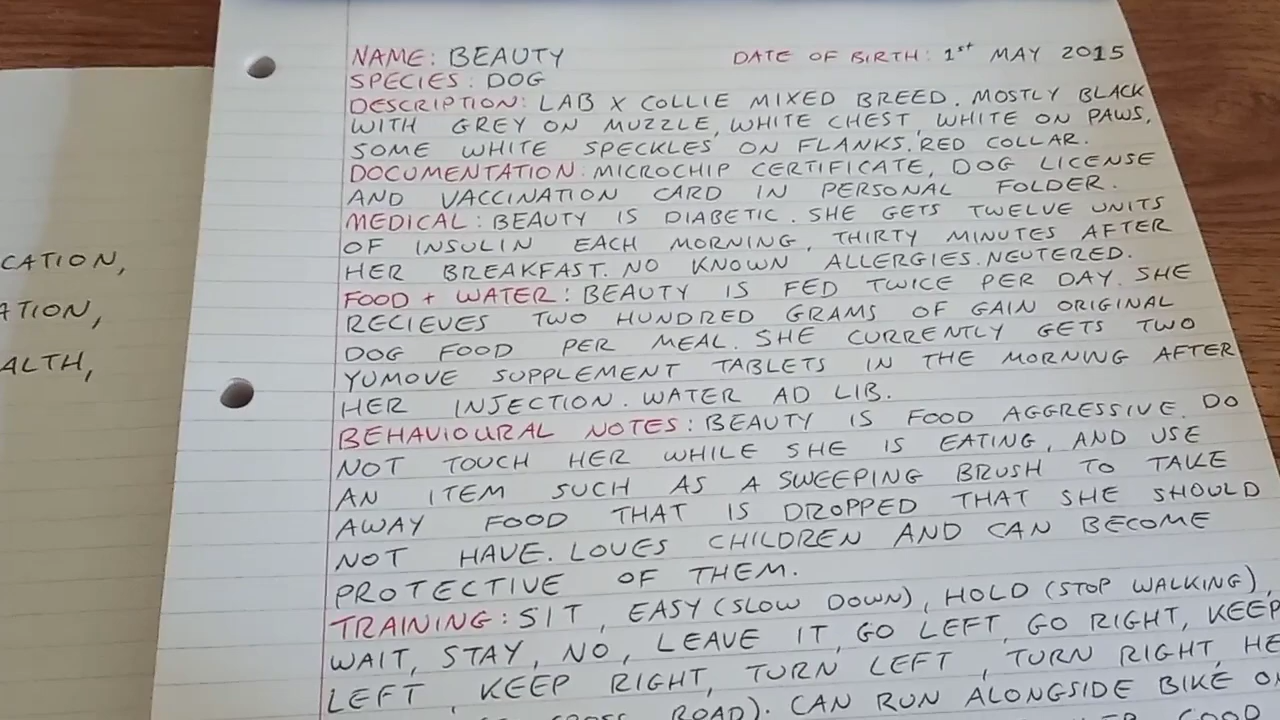 NAME: BEAUTY DATE OF BIRTH: 1st MAY 2015
SPECIES: DOG
DESCRIPTION: LAB X COLLIE MIXED BREED. MOSTLY BLACK
WITH GREY ON MUZZLE, WHITE CHEST, WHITE ON PAWS,
SOME WHITE SPECKLES ON FLANKS. RED COLLAR.
DOCUMENTATION: MICROCHIP CERTIFICATE, DOG LICENSE
AND VACCINATION CARD IN PERSONAL FOLDER.
MEDICAL: BEAUTY IS DIABETIC. SHE GETS TWELVE UNITS
OF INSULIN EACH MORNING, THIRTY MINUTES AFTER
HER BREAKFAST. NO KNOWN ALLERGIES. NEUTERED.
FOOD + WATER: BEAUTY IS FED TWICE PER DAY. SHE
RECIEVES TWO HUNDRED GRAMS OF GAIN ORIGINAL
DOG FOOD PER MEAL. SHE CURRENTLY GETS TWO
YUMOVE SUPPLEMENT TABLETS IN THE MORNING AFTER
HER INJECTION. WATER AD LIB.
BEHAVIOURAL NOTES: BEAUTY IS FOOD AGGRESSIVE. DO
NOT TOUCH HER WHILE SHE IS EATING, AND USE
AN ITEM SUCH AS A SWEEPING BRUSH TO TAKE
AWAY FOOD THAT IS DROPPED THAT SHE SHOULD
NOT HAVE. LOVES CHILDREN AND CAN BECOME
PROTECTIVE OF THEM.
TRAINING: SIT, EASY (SLOW DOWN), HOLD (STOP WALKING),
WAIT, STAY, NO, LEAVE IT, GO LEFT, GO RIGHT, KEEP
LEFT, KEEP RIGHT, TURN LEFT, TURN RIGHT, HE
ROAD). CAN RUN ALONGSIDE BIKE
CATION,
ATION,
ALTH,